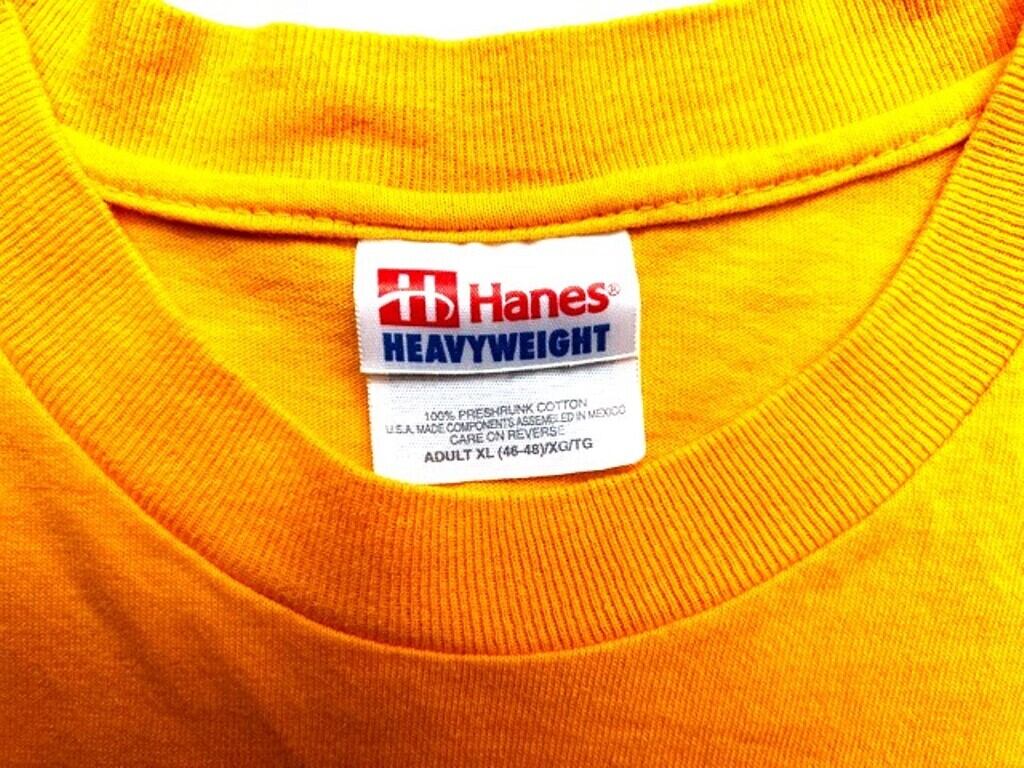 Hanes®
HEAVYWEIGHT
100% PRESHRUNK COTTON
U.S.A. MADE COMPONENTS ASSEMBLED IN MEXICO
CARE ON REVERSE
ADULT XL (46-48)/XG/TG